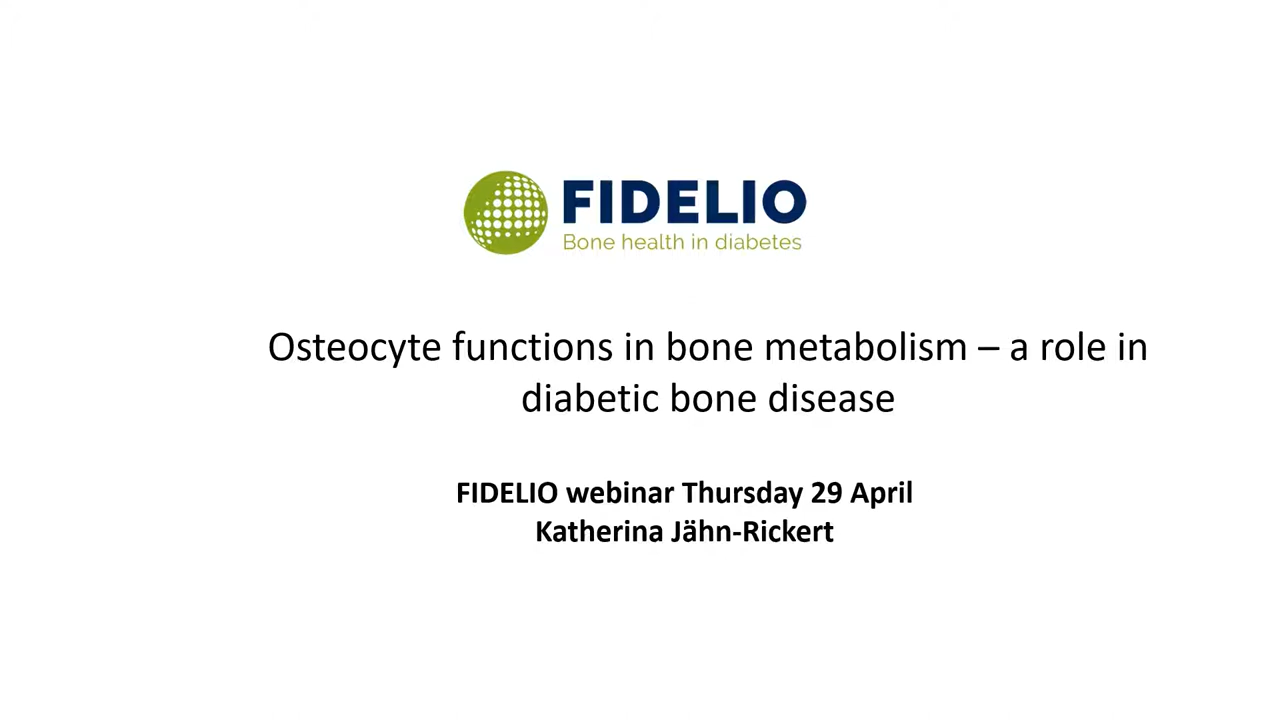 FIDELIO
Bone health in diabetes
Osteocyte functions in bone metabolism – a role in
diabetic bone disease
FIDELIO webinar Thursday 29 April
Katherina Jähn-Rickert